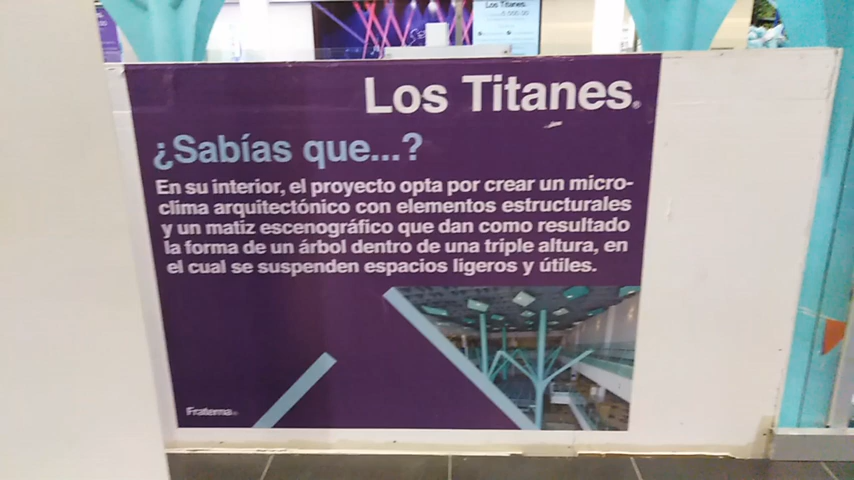 Los Titanes.
Los Titanes®
¿Sabías que...?
En su interior, el proyecto opta por crear un micro-
clima arquitectónico con elementos estructurales
y un matiz escenográfico que dan como resultado
la forma de un árbol dentro de una triple altura, en
el cual se suspenden espacios ligeros y útiles.
Fraterna